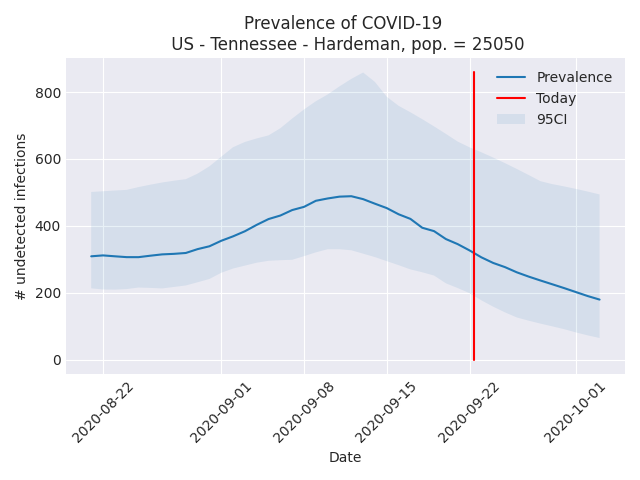 Prevalence of COVID-19
US - Tennessee - Hardeman, pop. = 25050
Prevalence
Today
95CI
# undetected infections
800
600
400
200
0
2020-08-22
2020-09-01
2020-09-08
2020-09-15
2020-09-22
2020-10-01
Date